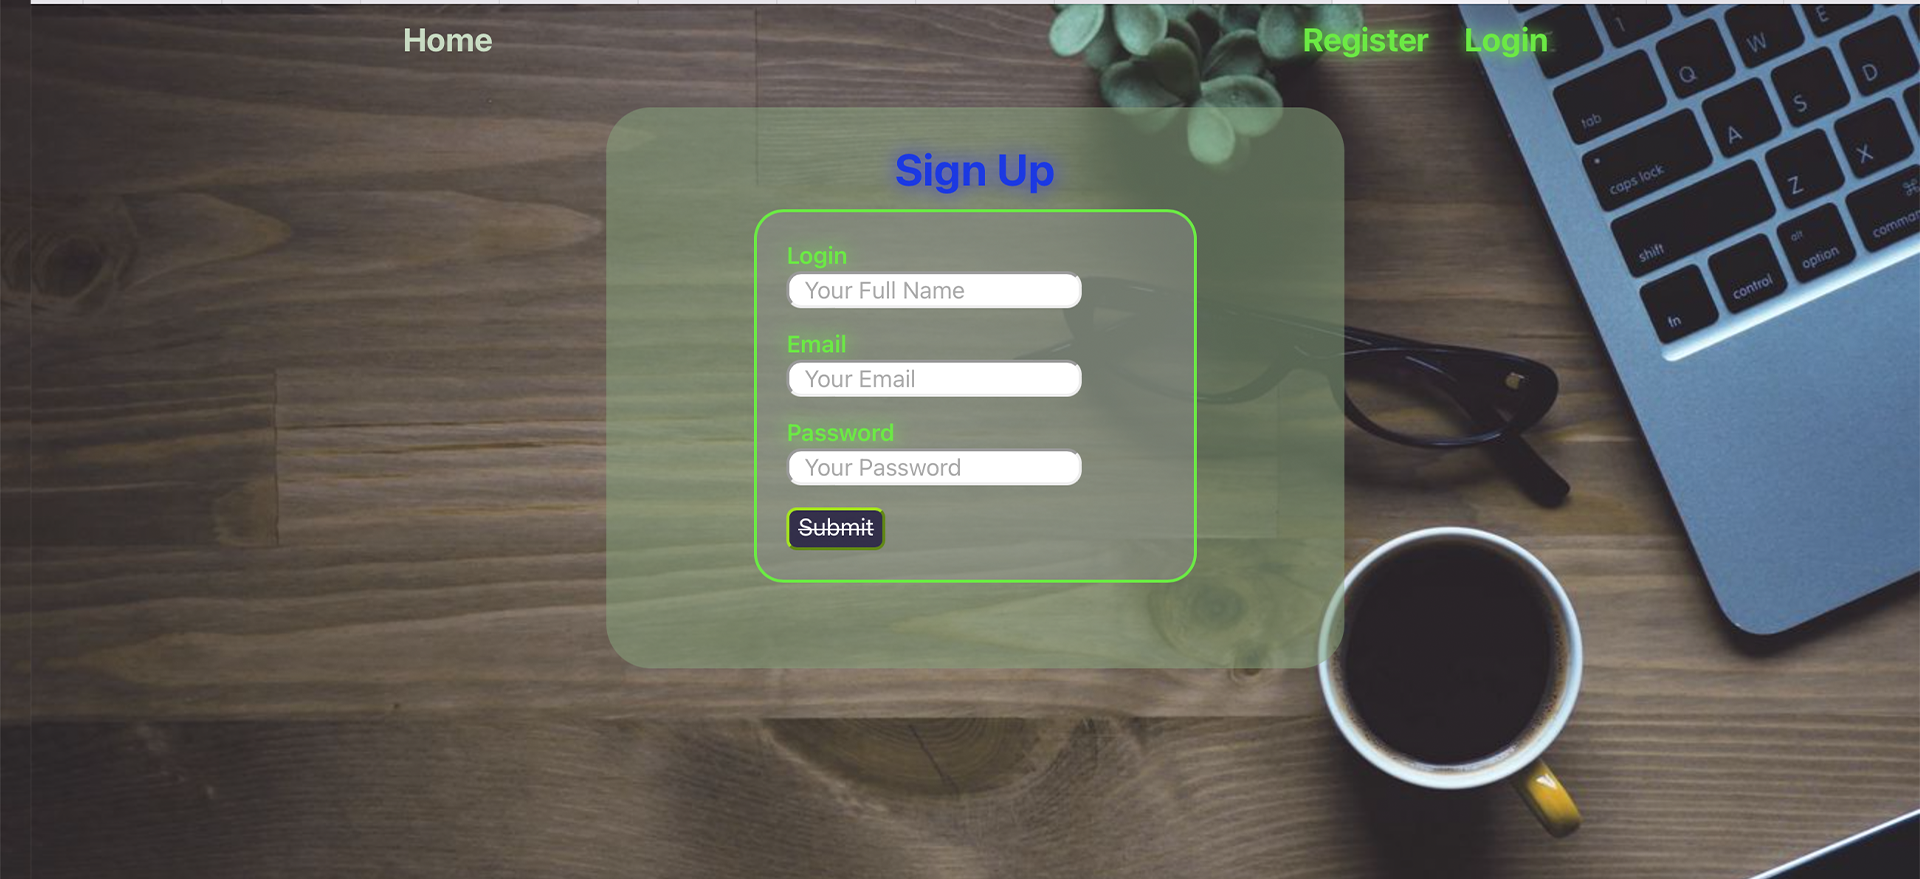 Home Register Login
Sign Up
Login
Your Full Name
Email
Your Email
Password
Your Password
Submit
1
W
E
Q
tab
A
S
D
caps lock
Z
X
shift
alt
option
⌘
control
fn